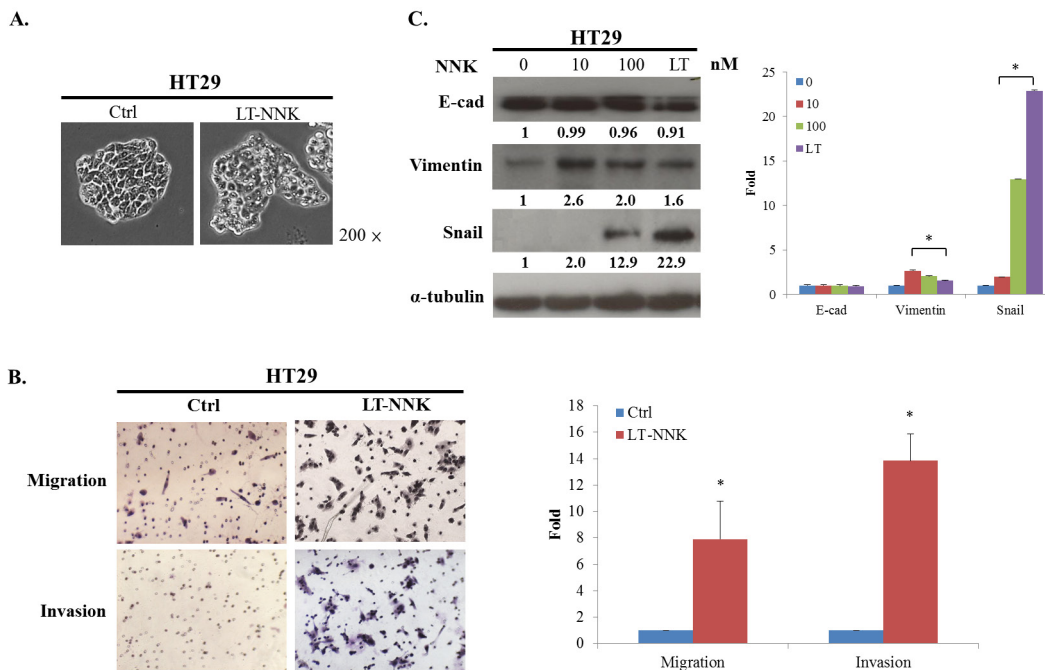 A.
HT29
Ctrl LT-NNK
200 ×
C.
HT29
NNK 0 10 100 LT nM
E-cad
1 0.99 0.96 0.91
Vimentin
1 2.6 2.0 1.6
Snail
1 2.0 12.9 22.9
α-tubulin
25
20
15
10
5
0
Fold
0
10
100
LT
*
*
E-cad Vimentin Snail
B.
HT29
Ctrl LT-NNK
Migration
Invasion
18
16
14
12
10
8
6
4
2
0
Fold
Ctrl
LT-NNK
*
*
Migration Invasion